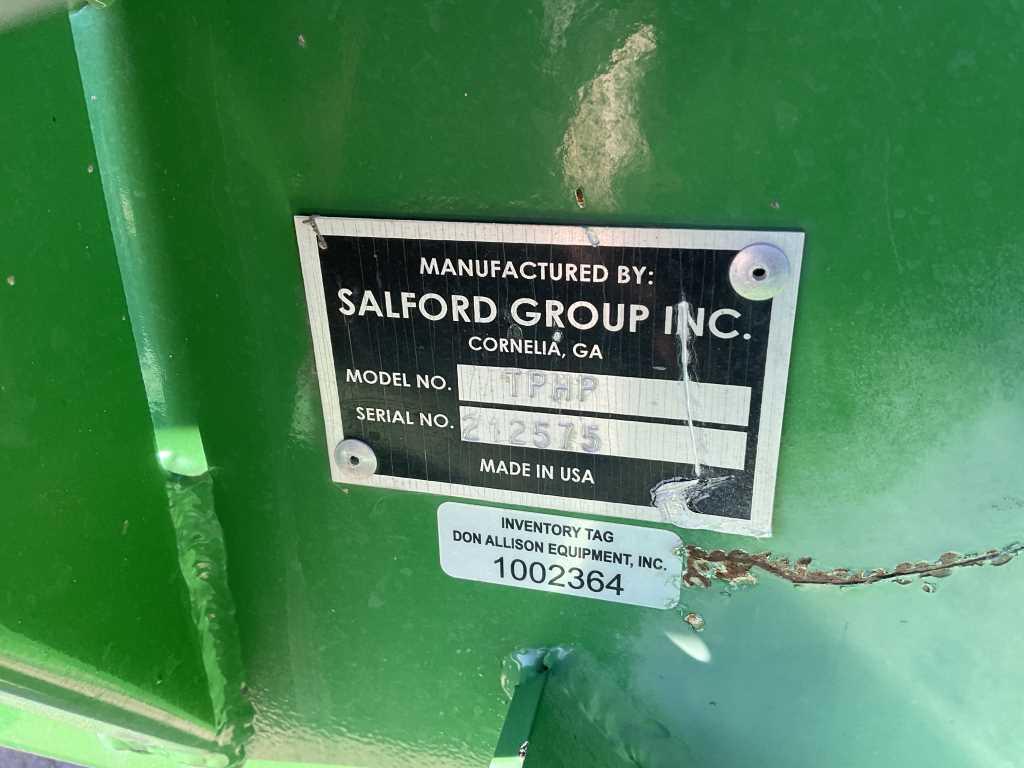 MANUFACTURED BY:
SALFORD GROUP INC.
CORNELIA, GA
MODEL NO. TPHP
SERIAL NO. 212575
MADE IN USA
INVENTORY TAG
DON ALLISON EQUIPMENT, INC.
1002364